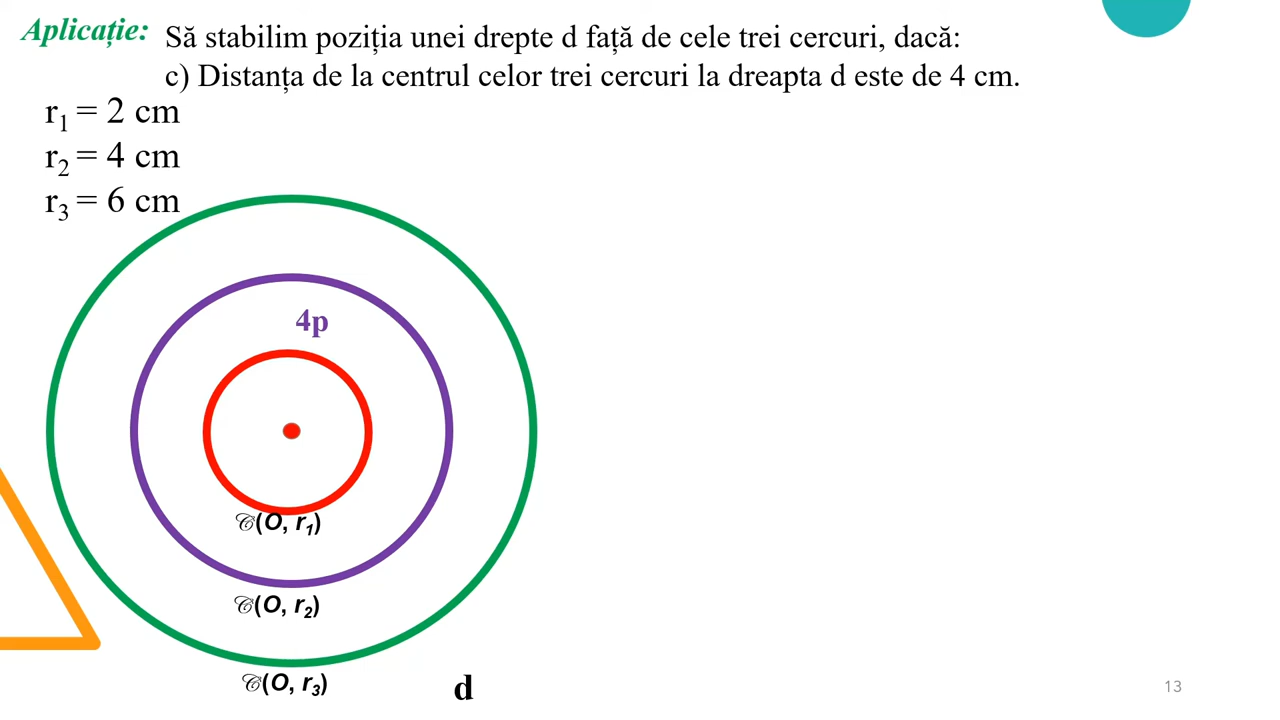 Aplicație:
Să stabilim poziția unei drepte d față de cele trei cercuri, dacă:
c) Distanța de la centrul celor trei cercuri la dreapta d este de 4 cm.
r₁ = 2 cm
r₂ = 4 cm
r₃ = 6 cm
4p
𝒞(O, r₁)
𝒞(O, r₂)
𝒞(O, r₃)
d
13